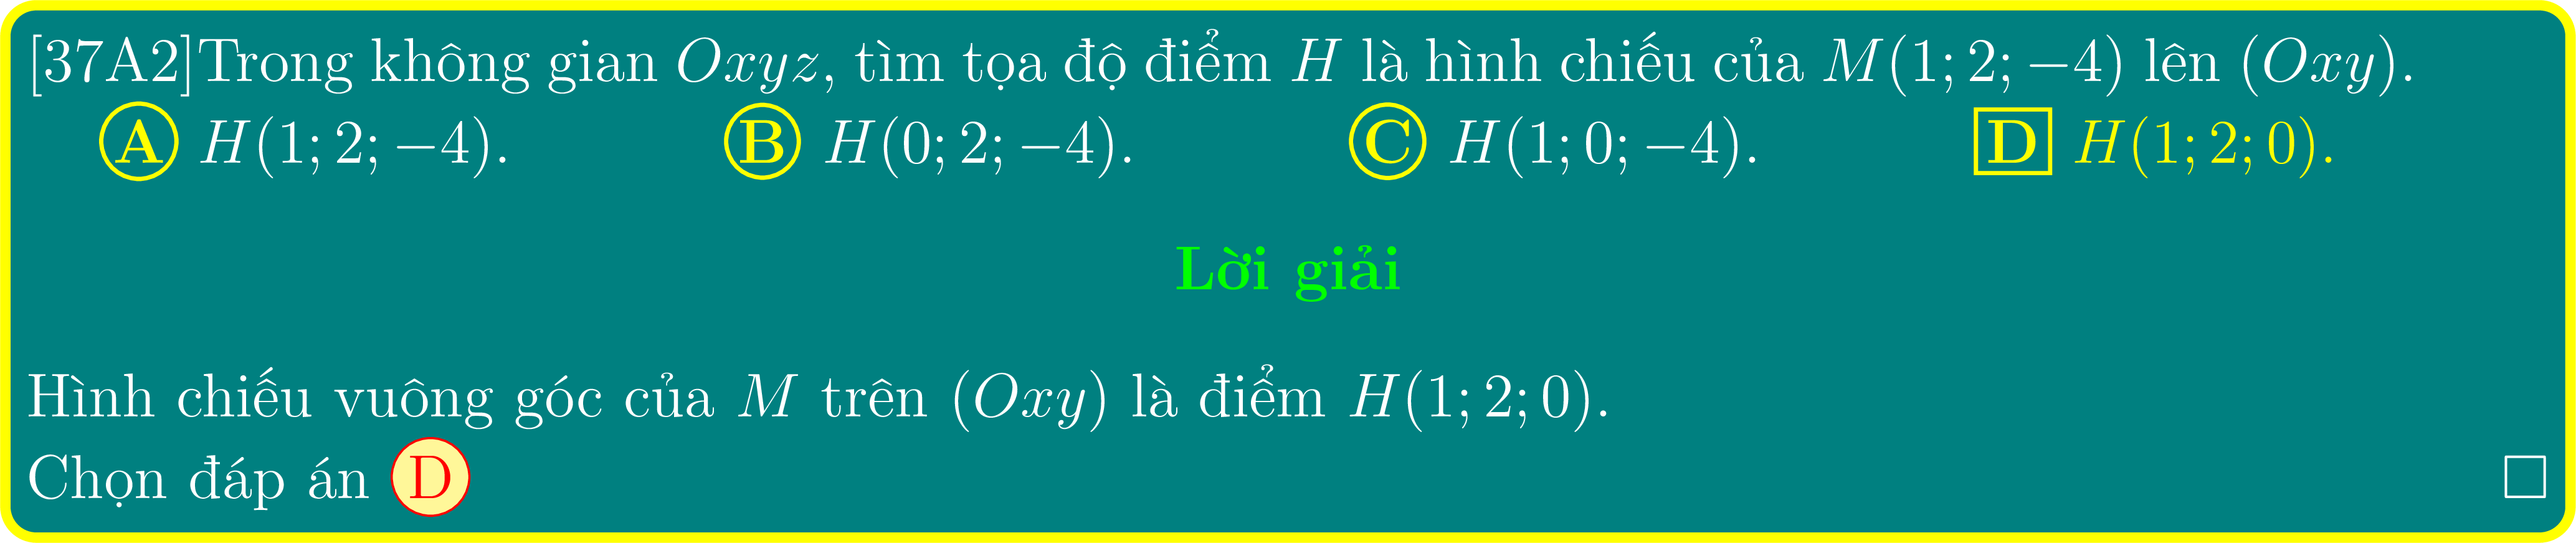 [37A2]Trong không gian Oxyz, tìm tọa độ điểm H là hình chiếu của M(1; 2; −4) lên (Oxy).
A H(1; 2; −4). B H(0; 2; −4). C H(1; 0; −4). D H(1; 2; 0).
Lời giải
Hình chiếu vuông góc của M trên (Oxy) là điểm H(1; 2; 0).
Chọn đáp án D □